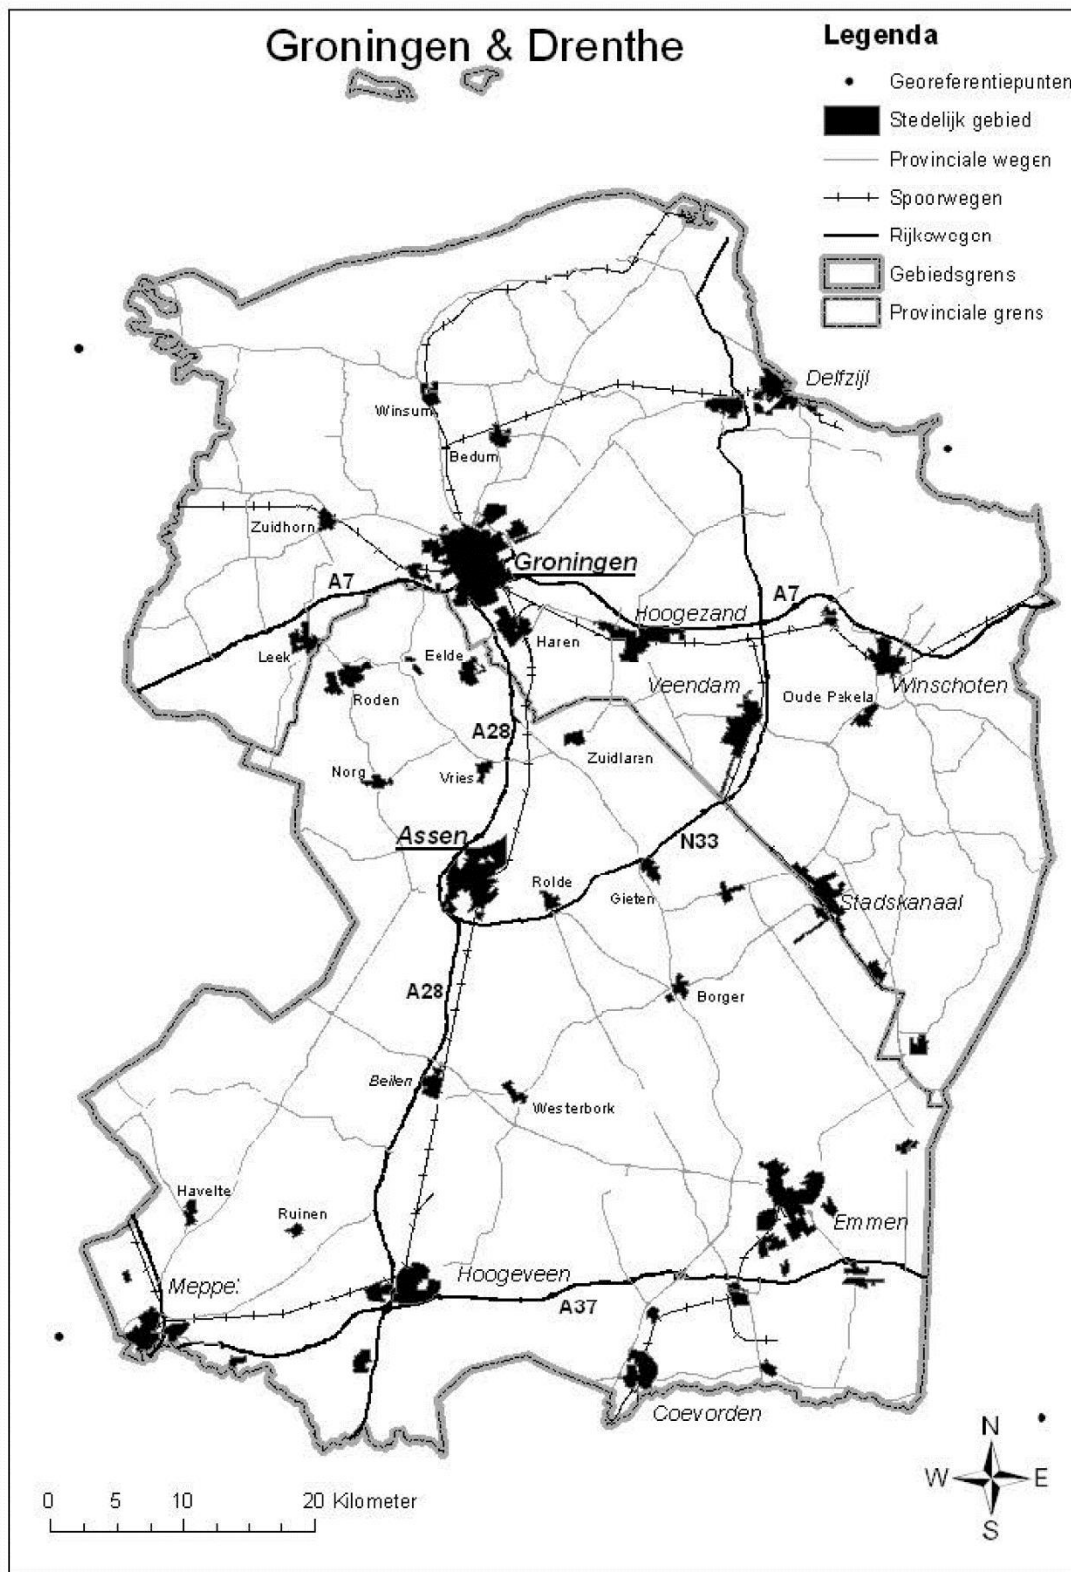 Groningen & Drenthe
Legenda
Georeferentiepunten
Stedelijk gebied
Provinciale wegen
Spoorwegen
Rijkswegen
Gebiedsgrens
Provinciale grens
Delfzijl
Winsum
Bedum
Zuidhorn
Groningen
A7
A7
Hoogezand
Haren
Leek
Eelde
Veendam
Winschoten
Roden
Oude Pekela
A28
Zuidlaren
Norg
Vries
Assen
N33
Rolde
Gieten
Stadskanaal
A28
Borger
Beilen
Westerbork
Havelte
Ruinen
Emmen
Meppel
Hoogeveen
A37
Coevorden
N
W E
S
0 5 10 20 Kilometer